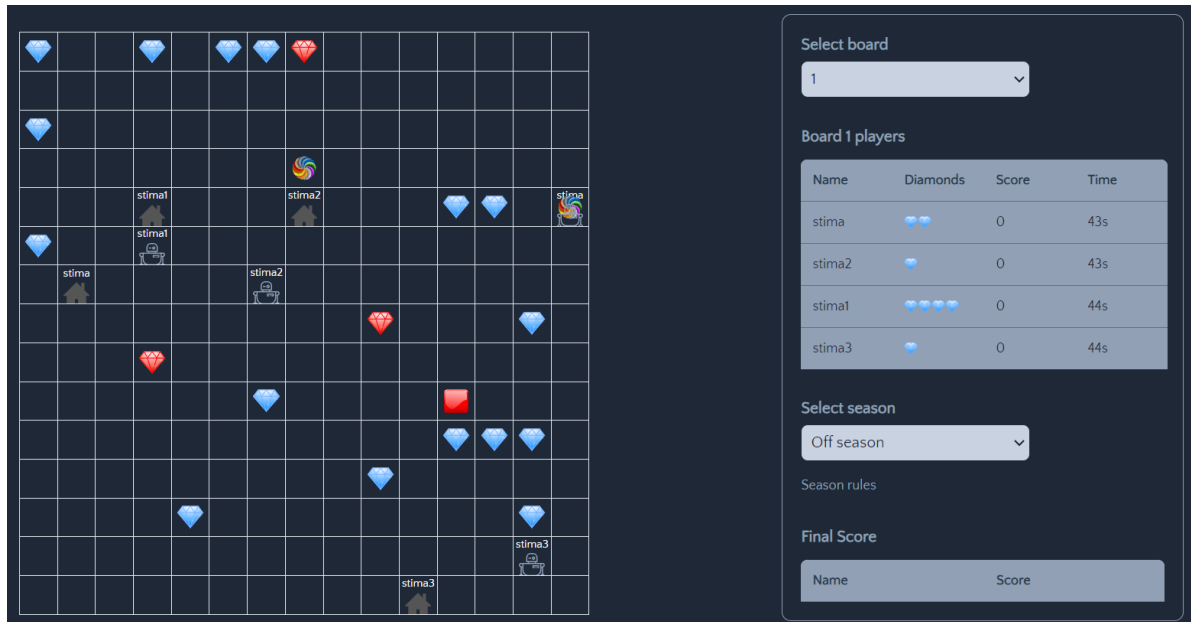 stima1
stima2
stima
stima1
stima
stima2
stima3
stima3
Select board
1
Board 1 players
Name Diamonds Score Time
stima 0 43s
stima2 0 43s
stima1 0 44s
stima3 0 44s
Select season
Off season
Season rules
Final Score
Name Score